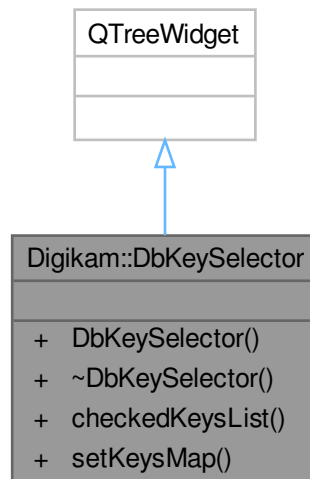 QTreeWidget
Digikam::DbKeySelector
+ DbKeySelector()
+ ~DbKeySelector()
+ checkedKeysList()
+ setKeysMap()